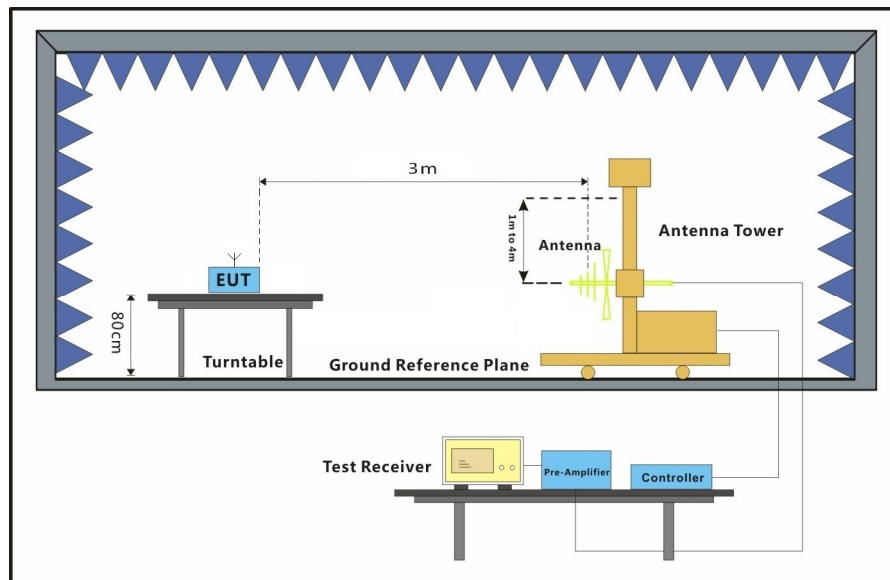 3m
1m to 4m
Antenna
Antenna Tower
EUT
80cm
Turntable
Ground Reference Plane
Test Receiver
Pre-Amplifier
Controller